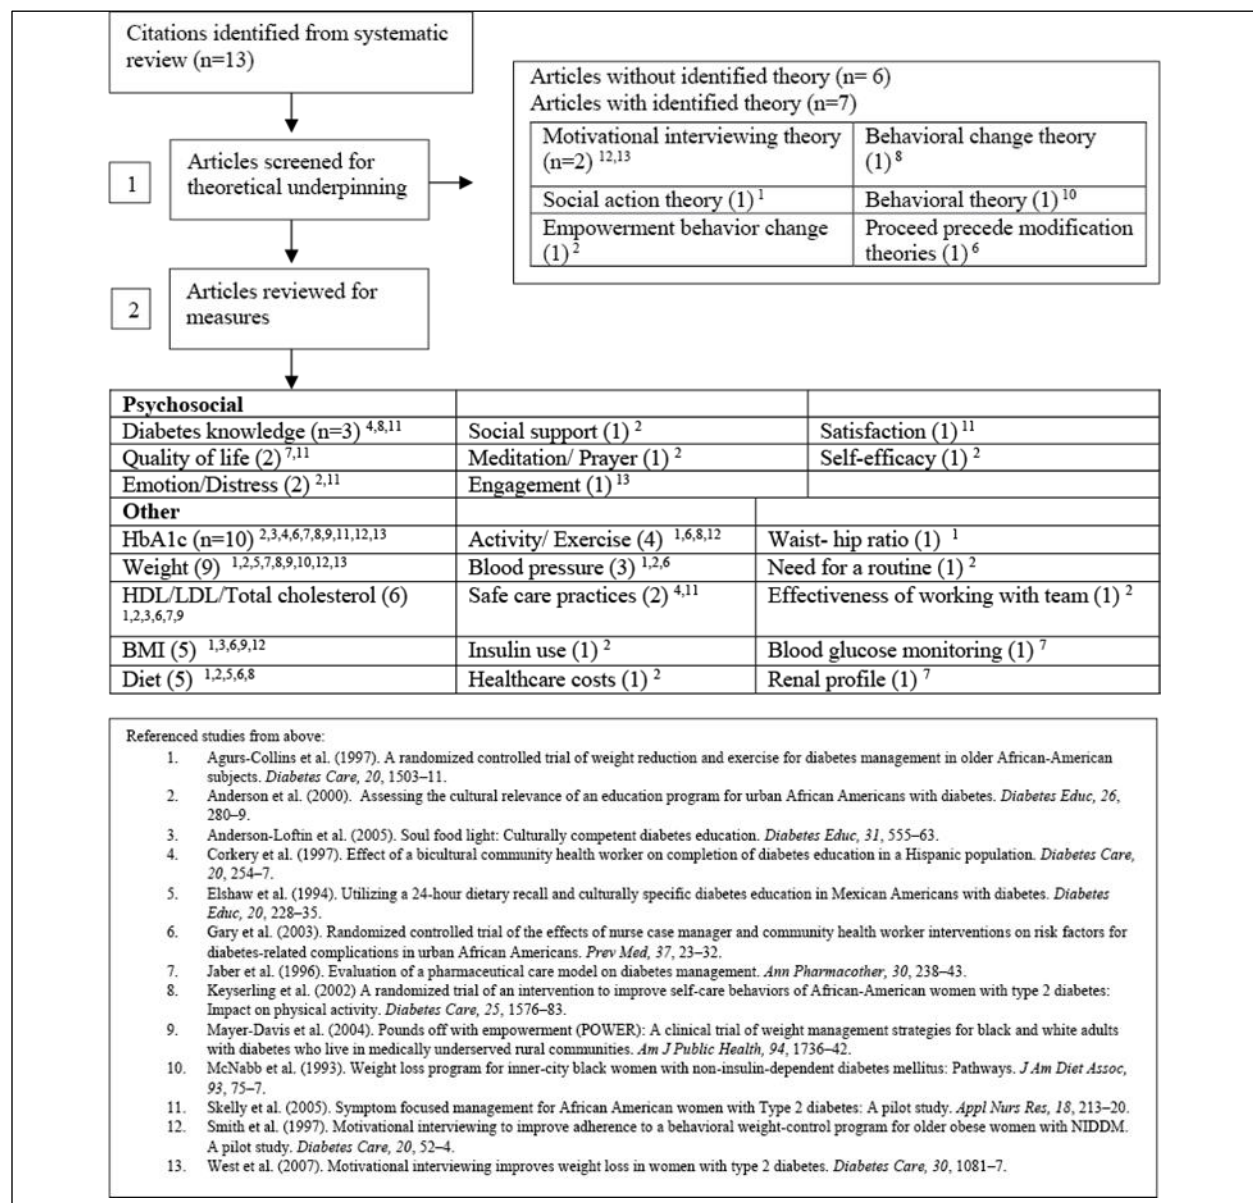 Citations identified from systematic
review (n=13)
Articles without identified theory (n= 6)
Articles with identified theory (n=7)
Motivational interviewing theory
(n=2) 12,13
Behavioral change theory
(1) 8
Social action theory (1) 1
Behavioral theory (1) 10
Empowerment behavior change
(1) 2
Proceed precede modification
theories (1) 6
1
Articles screened for
theoretical underpinning
2
Articles reviewed for
measures
Psychosocial
Diabetes knowledge (n=3) 4,8,11
Social support (1) 2
Satisfaction (1) 11
Quality of life (2) 7,11
Meditation/ Prayer (1) 2
Self-efficacy (1) 2
Emotion/Distress (2) 2,11
Engagement (1) 13
Other
HbA1c (n=10) 2,3,4,6,7,8,9,11,12,13
Activity/ Exercise (4) 1,6,8,12
Waist- hip ratio (1) 1
Weight (9) 1,2,5,7,8,9,10,12,13
Blood pressure (3) 1,2,6
Need for a routine (1) 2
HDL/LDL/Total cholesterol (6)
1,2,3,6,7,9
Safe care practices (2) 4,11
Effectiveness of working with team (1) 2
BMI (5) 1,3,6,9,12
Insulin use (1) 2
Blood glucose monitoring (1) 7
Diet (5) 1,2,5,6,8
Healthcare costs (1) 2
Renal profile (1) 7
Referenced studies from above:
1. Agurs-Collins et al. (1997). A randomized controlled trial of weight reduction and exercise for diabetes management in older African-American
subjects. Diabetes Care, 20, 1503–11.
2. Anderson et al. (2000). Assessing the cultural relevance of an education program for urban African Americans with diabetes. Diabetes Educ, 26,
280–9.
3. Anderson-Loftin et al. (2005). Soul food light: Culturally competent diabetes education. Diabetes Educ, 31, 555–63.
4. Corkery et al. (1997). Effect of a bicultural community health worker on completion of diabetes education in a Hispanic population. Diabetes Care,
20, 254–7.
5. Elshaw et al. (1994). Utilizing a 24-hour dietary recall and culturally specific diabetes education in Mexican Americans with diabetes. Diabetes
Educ, 20, 228–35.
6. Gary et al. (2003). Randomized controlled trial of the effects of nurse case manager and community health worker interventions on risk factors for
diabetes-related complications in urban African Americans. Prev Med, 37, 23–32.
7. Jaber et al. (1996). Evaluation of a pharmaceutical care model on diabetes management. Ann Pharmacother, 30, 238–43.
8. Keyserling et al. (2002) A randomized trial of an intervention to improve self-care behaviors of African-American women with type 2 diabetes:
Impact on physical activity. Diabetes Care, 25, 1576–83.
9. Mayer-Davis et al. (2004). Pounds off with empowerment (POWER): A clinical trial of weight management strategies for black and white adults
with diabetes who live in medically underserved rural communities. Am J Public Health, 94, 1736–42.
10. McNabb et al. (1993). Weight loss program for inner-city black women with non-insulin-dependent diabetes mellitus: Pathways. J Am Diet Assoc,
93, 75–7.
11. Skelly et al. (2005). Symptom focused management for African American women with Type 2 diabetes: A pilot study. Appl Nurs Res, 18, 213–20.
12. Smith et al. (1997). Motivational interviewing to improve adherence to a behavioral weight-control program for older obese women with NIDDM.
A pilot study. Diabetes Care, 20, 52–4.
13. West et al. (2007). Motivational interviewing improves weight loss in women with type 2 diabetes. Diabetes Care, 30, 1081–7.